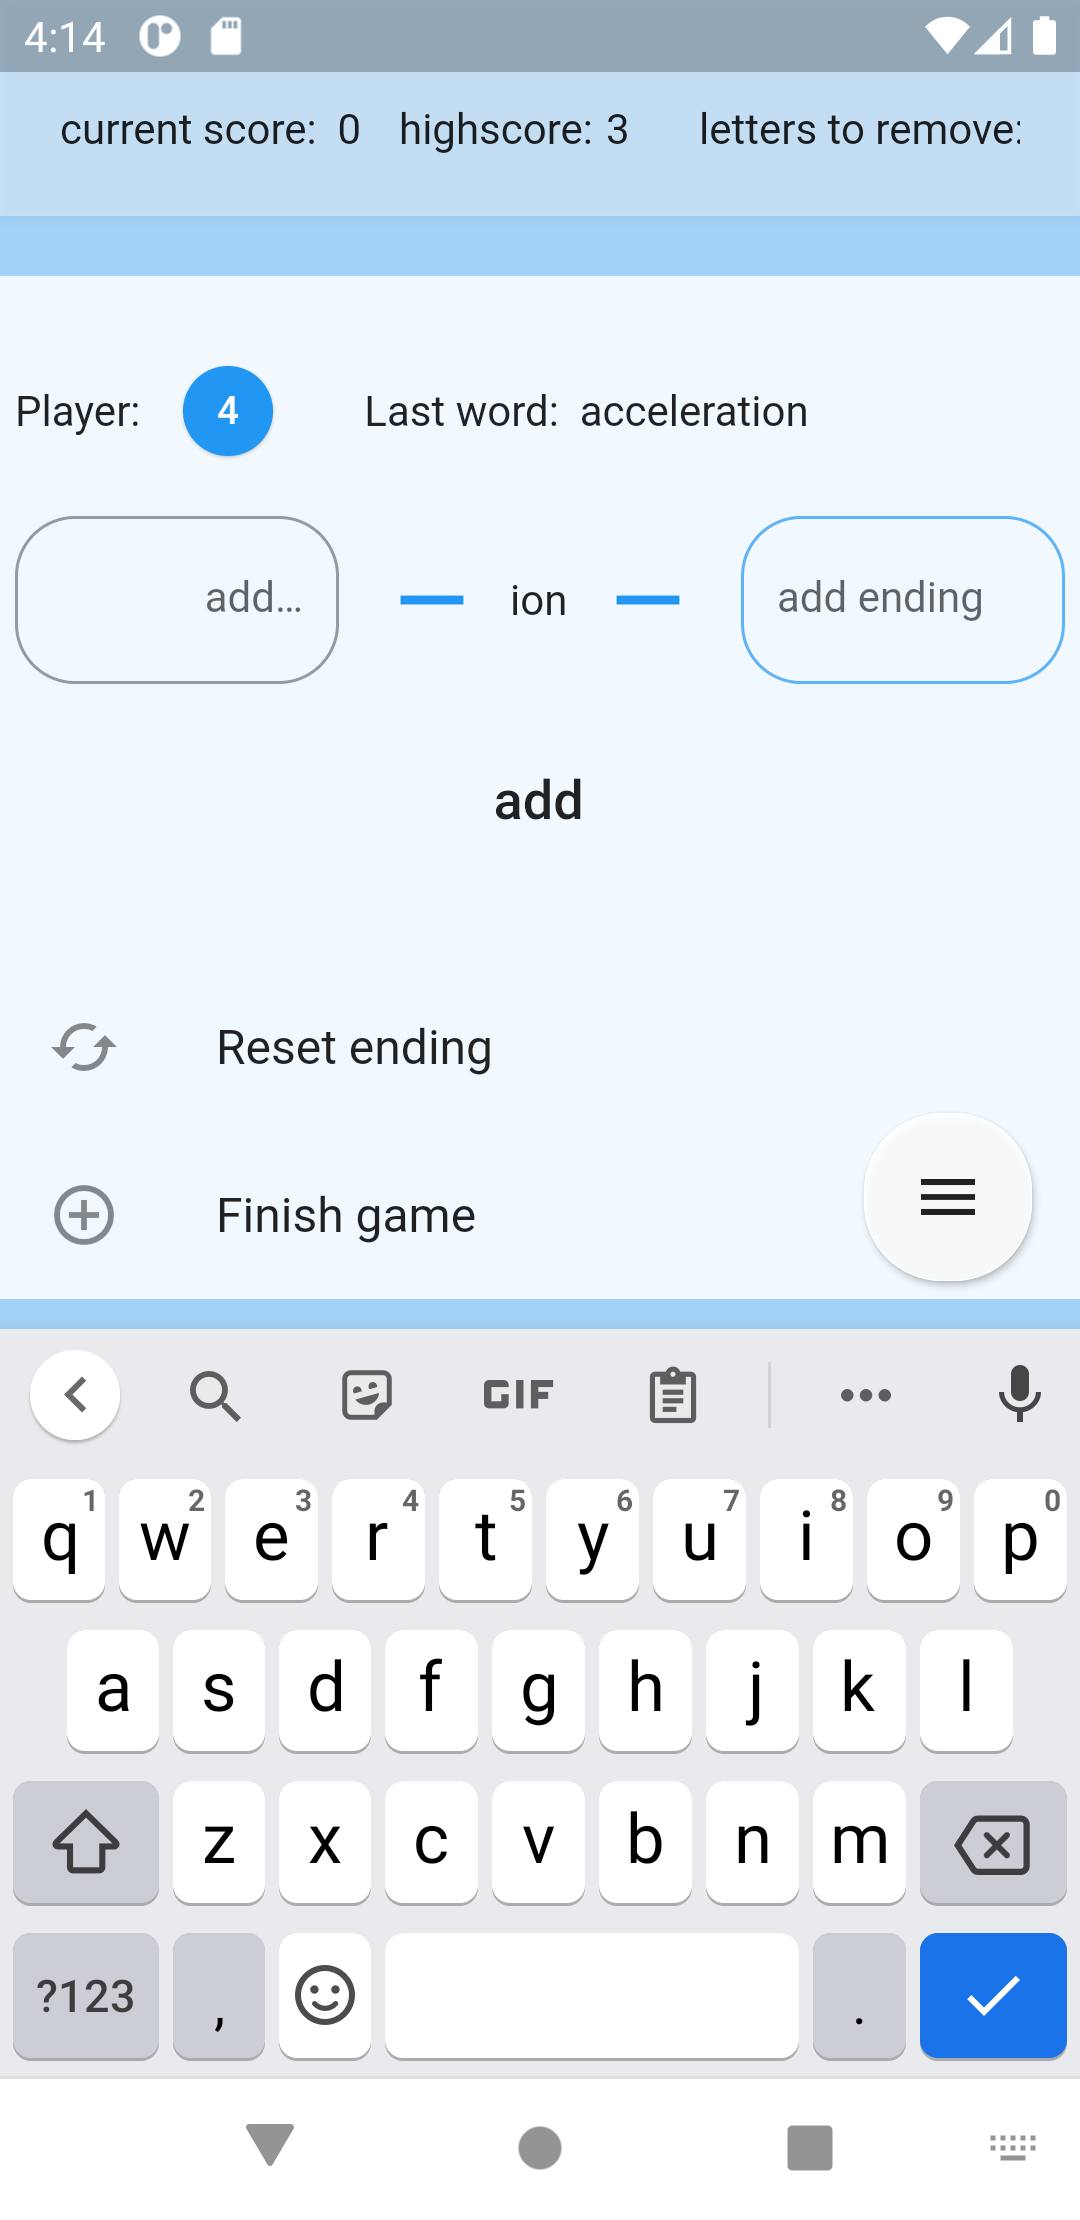 4:14
current score: 0 highscore: 3 letters to remove:
Player: 4 Last word: acceleration
add... ion add ending
add
Reset ending
Finish game
GIF
q1 w2 e3 r4 t5 y6 u7 i8 o9 p0
a s d f g h j k l
z x c v b n m
?123 , .